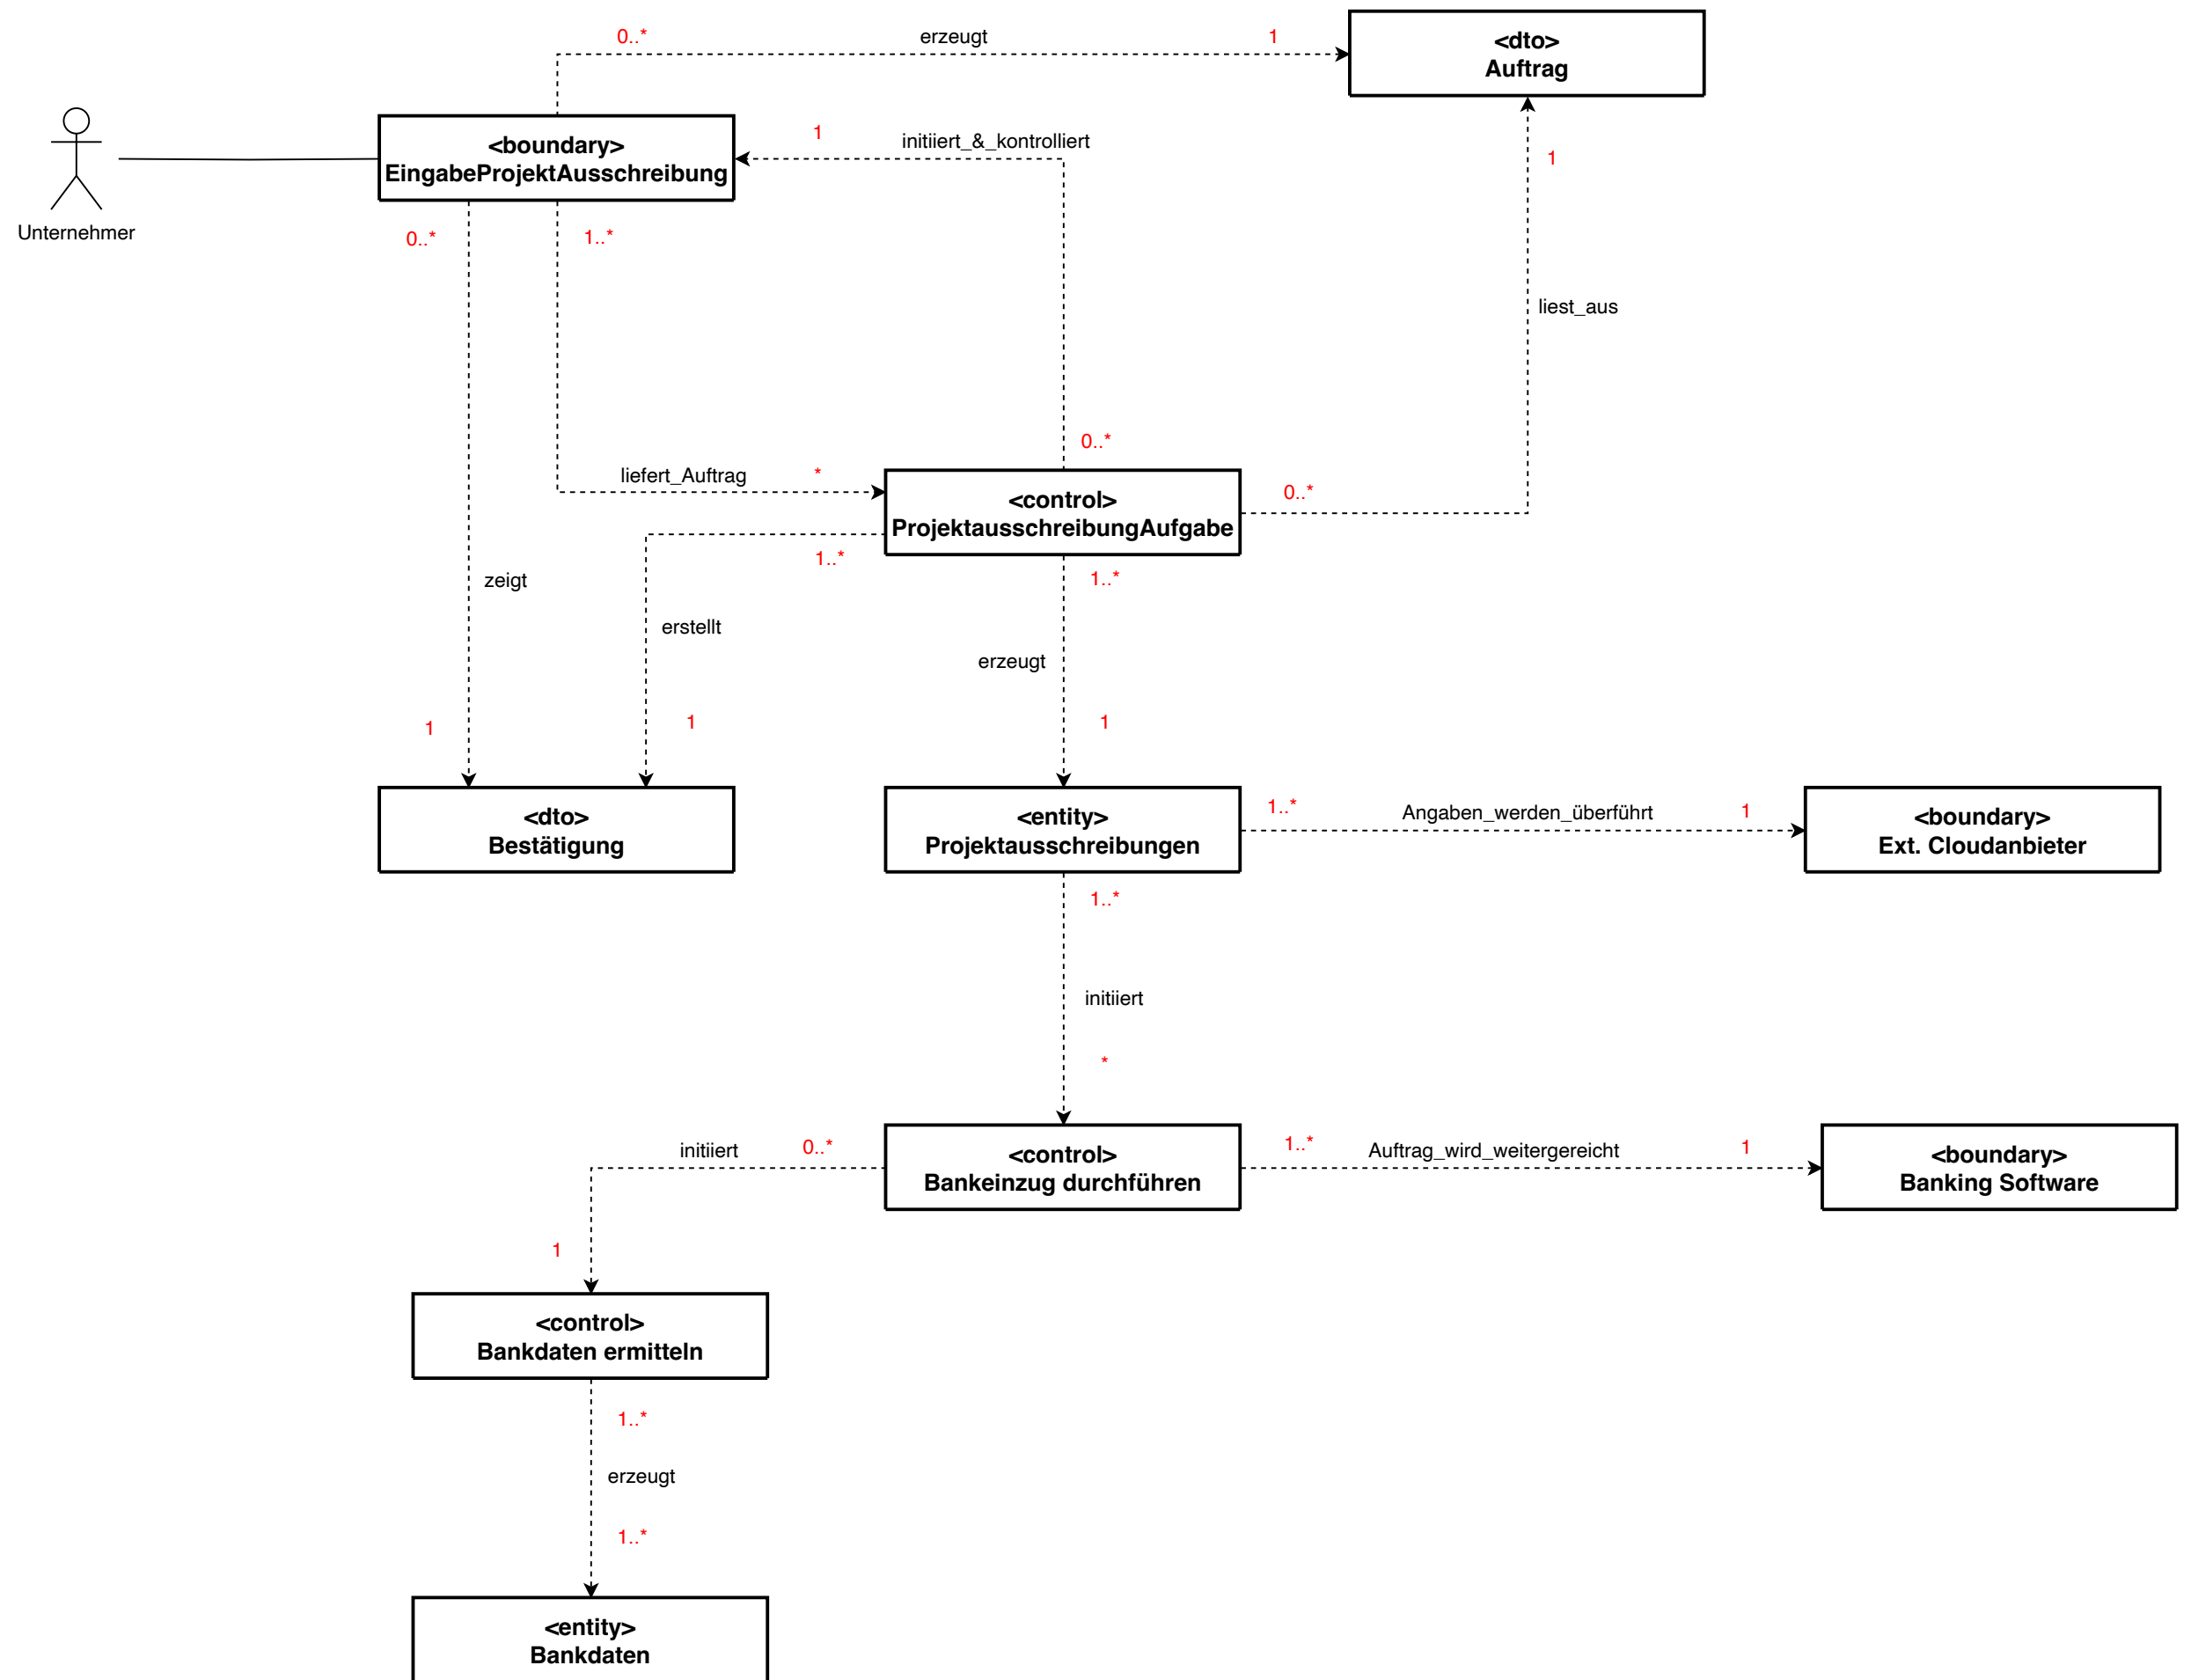 0..*
erzeugt
1
<dto>
Auftrag
Unternehmer
<boundary>
EingabeProjektAusschreibung
1
initiiert_&_kontrolliert
1
0..*
1..*
liest_aus
0..*
liefert_Auftrag
*
<control>
ProjektausschreibungAufgabe
0..*
1..*
1..*
zeigt
erstellt
erzeugt
1
1
1
<dto>
Bestätigung
<entity>
Projektausschreibungen
1..*
Angaben_werden_überführt
1
<boundary>
Ext. Cloudanbieter
1..*
initiiert
*
initiiert
0..*
<control>
Bankeinzug durchführen
1..*
Auftrag_wird_weitergereicht
1
<boundary>
Banking Software
1
<control>
Bankdaten ermitteln
1..*
erzeugt
1..*
<entity>
Bankdaten